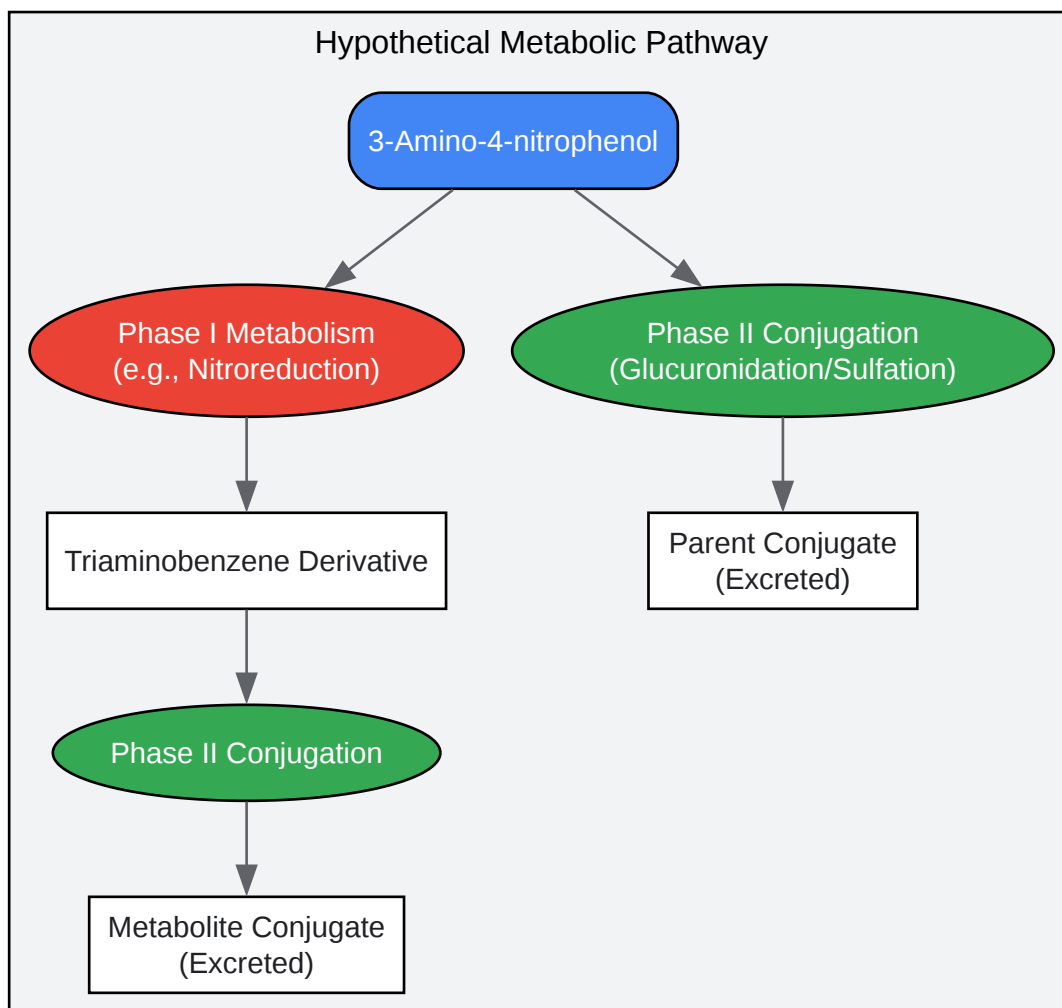 Hypothetical Metabolic Pathway
3-Amino-4-nitrophenol
Phase I Metabolism
(e.g., Nitroreduction)
Phase II Conjugation
(Glucuronidation/Sulfation)
Triaminobenzene Derivative
Parent Conjugate
(Excreted)
Phase II Conjugation
Metabolite Conjugate
(Excreted)